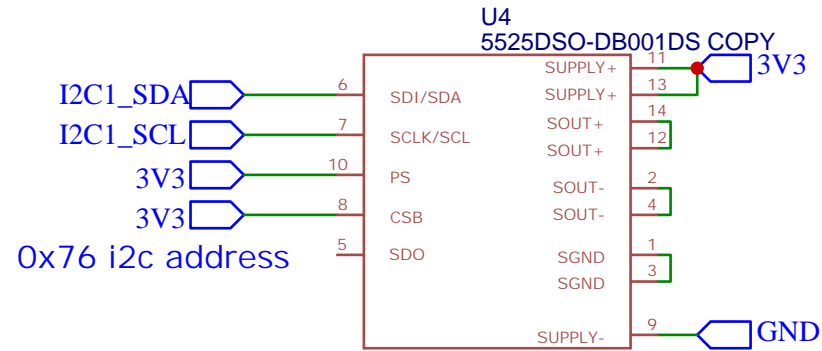 U4
5525DSO-DB001DS COPY
I2C1_SDA
6
SDI/SDA
I2C1_SCL
7
SCLK/SCL
3V3
10
PS
3V3
8
CSB
0x76 i2c address
5
SDO
SUPPLY+
11
3V3
SUPPLY+
13
SOUT+
14
SOUT+
12
SOUT-
2
SOUT-
4
SGND
1
SGND
3
SUPPLY-
9
GND